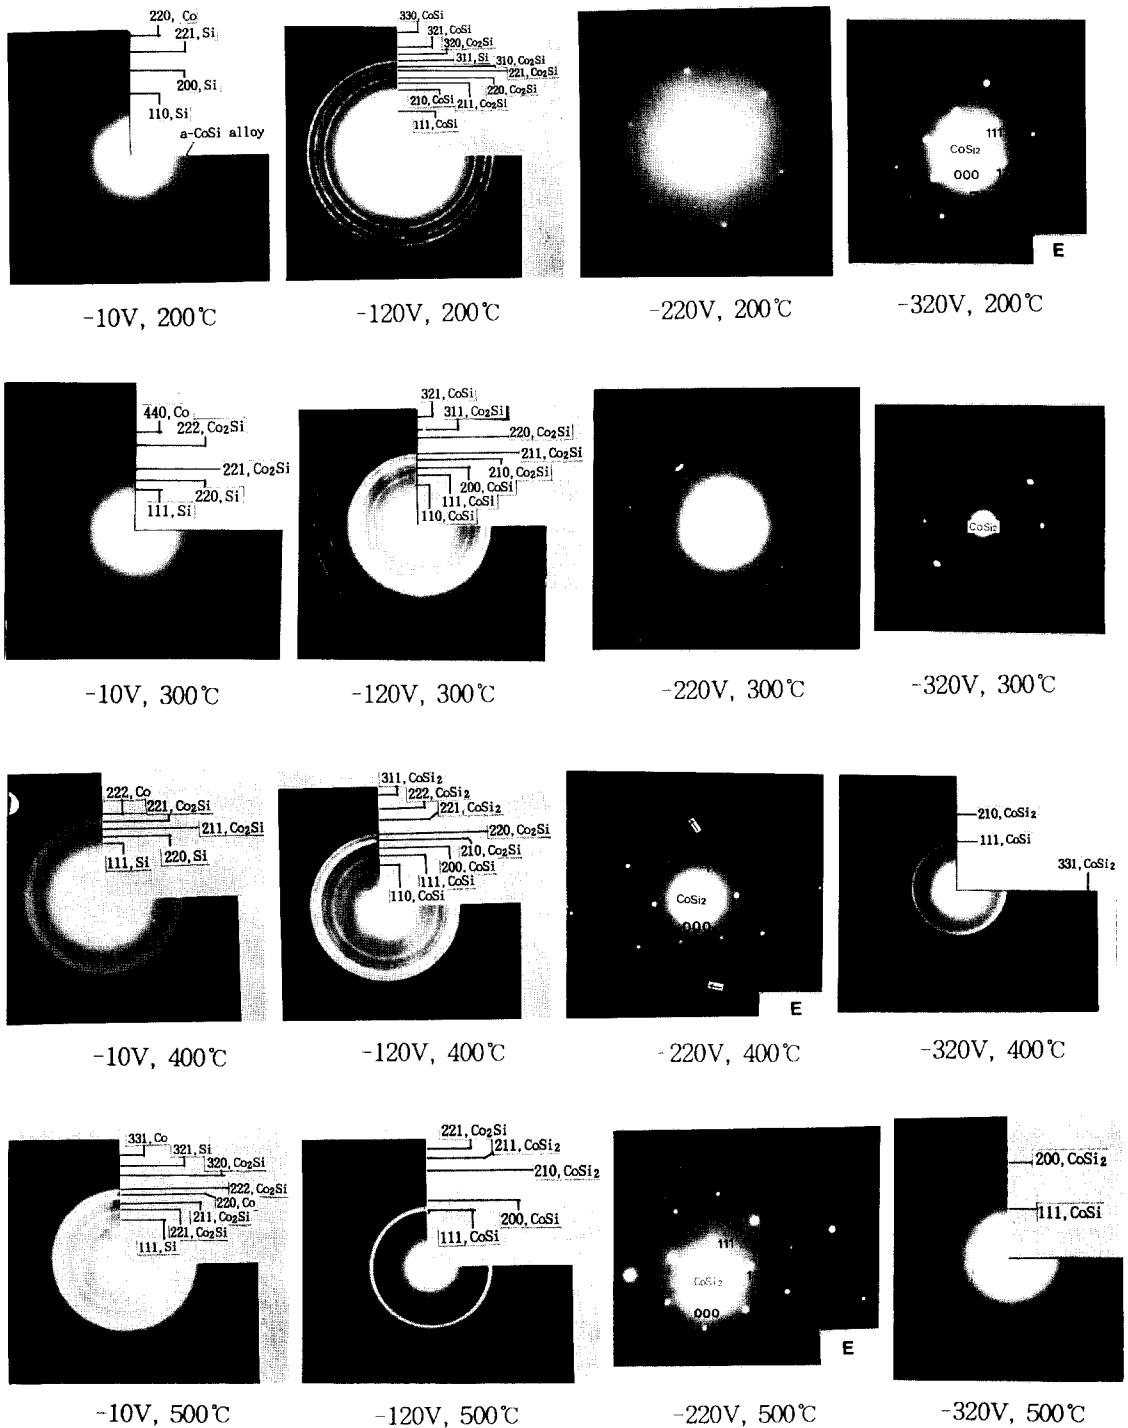 220, Co
221, Si
200, Si
110, Si
a-CoSi alloy
-10V, 200℃
330, CoSi
321, CoSi
320, Co₂Si
311, Si 310, Co₂Si
221, Co₂Si
220, Co₂Si
210, CoSi 211, Co₂Si
111, CoSi
-120V, 200℃
-220V, 200℃
111
CoSi₂
000
E
-320V, 200℃
440, Co
222, Co₂Si
221, Co₂Si
220, Si
111, Si
-10V, 300℃
321, CoSi
311, Co₂Si
220, Co₂Si
211, Co₂Si
210, Co₂Si
200, CoSi
111, CoSi
110, CoSi
-120V, 300℃
-220V, 300℃
CoSi₂
-320V, 300℃
222, Co
221, Co₂Si
211, Co₂Si
220, Si
111, Si
-10V, 400℃
311, CoSi₂
222, CoSi₂
221, CoSi₂
220, Co₂Si
210, Co₂Si
200, CoSi
111, CoSi
110, CoSi
-120V, 400℃
CoSi₂
000
E
-220V, 400℃
210, CoSi₂
111, CoSi
331, CoSi₂
-320V, 400℃
331, Co
321, Si
320, Co₂Si
222, Co₂Si
220, Co
211, Co₂Si
221, Co₂Si
111, Si
-10V, 500℃
221, Co₂Si
211, CoSi₂
210, CoSi₂
200, CoSi
111, CoSi
-120V, 500℃
111
CoSi₂
000
E
-220V, 500℃
200, CoSi₂
111, CoSi
-320V, 500℃